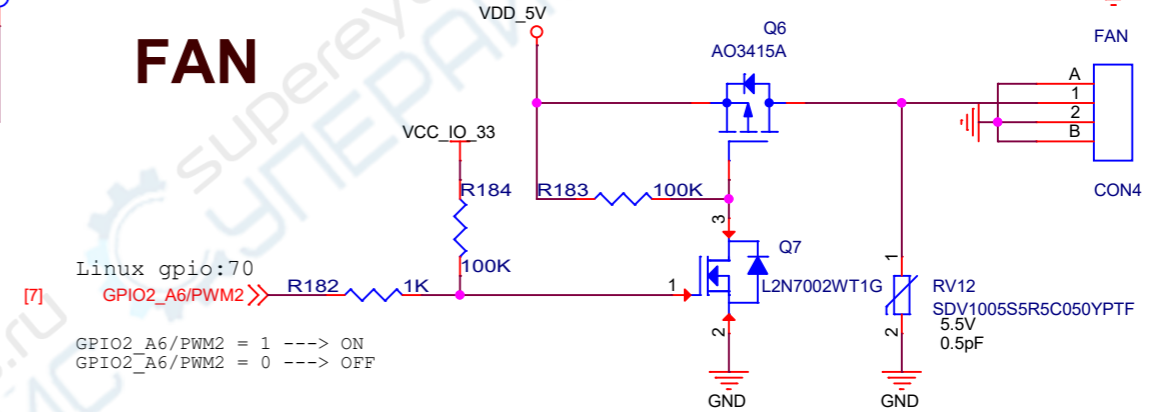 FAN
VDD_5V
Q6
AO3415A
FAN
A
1
2
B
CON4
VCC_IO_33
R184
100K
R183
100K
3
Q7
L2N7002WT1G
1
2
GND
Linux gpio:70
[7]
GPIO2_A6/PWM2
R182
1K
GPIO2_A6/PWM2 = 1 ---> ON
GPIO2_A6/PWM2 = 0 ---> OFF
1
RV12
SDV1005S5R5C050YPTF
5.5V
0.5pF
2
GND
supereye
.ru